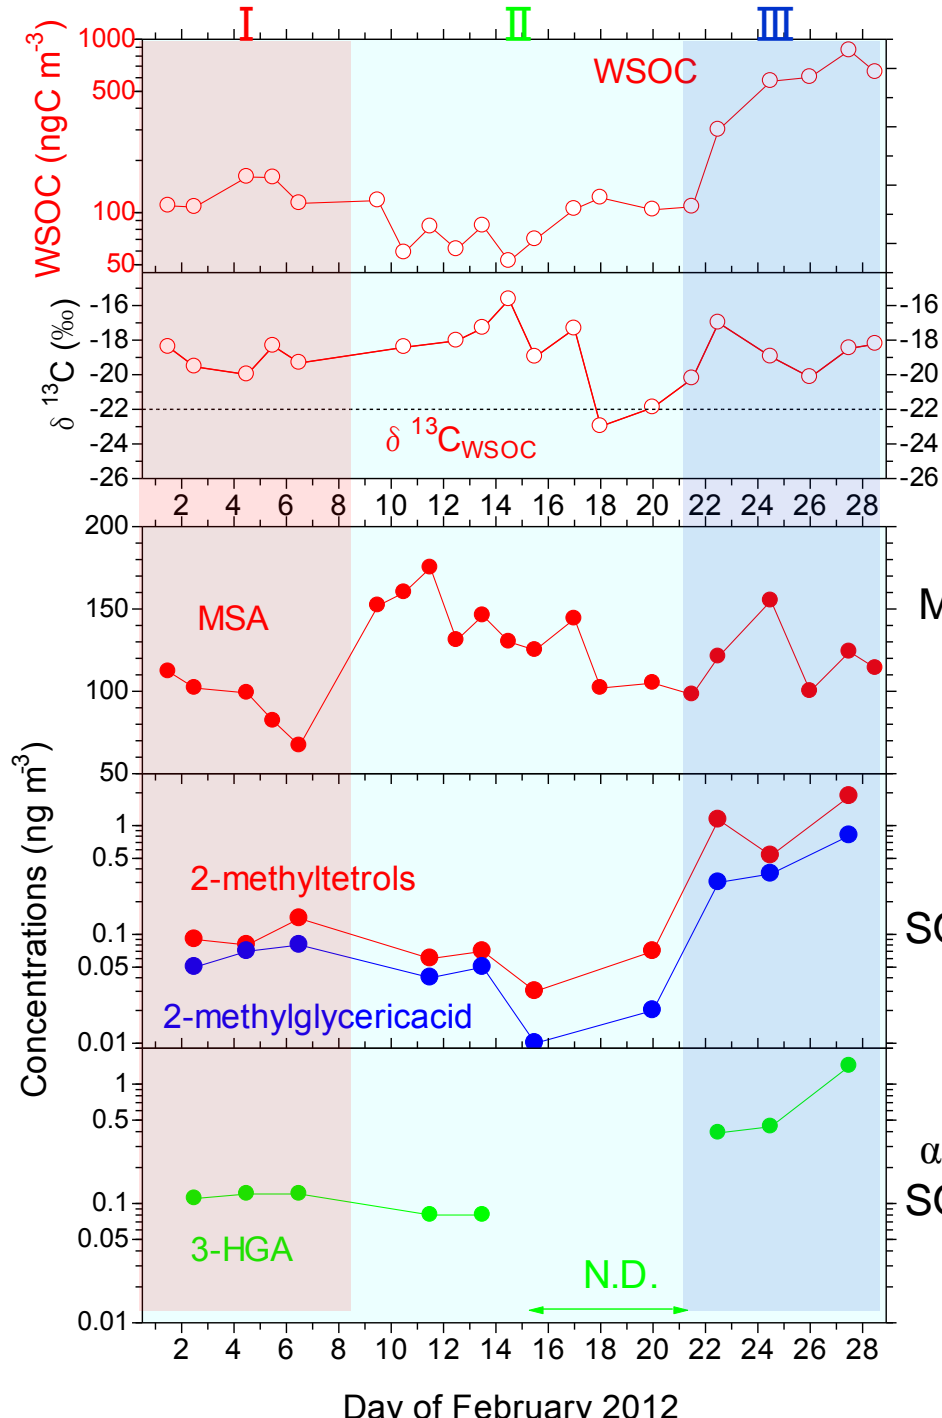 I II III
WSOC (ngC m-3)
1000
500
100
50
WSOC
δ 13C (‰)
-16 -16
-18 -18
-20 -20
-22 -22
-24 -24
-26 -26
δ 13CWSOC
2 4 6 8 10 12 14 16 18 20 22 24 26 28
Concentrations (ng m-3)
200
150
100
50
MSA
M
1
0.5
0.1
0.05
0.01
2-methyltetrols
2-methylglycericacid
SO
1
0.5
0.1
0.05
0.01
3-HGA
N.D.
α
SO
2 4 6 8 10 12 14 16 18 20 22 24 26 28
Day of February 2012